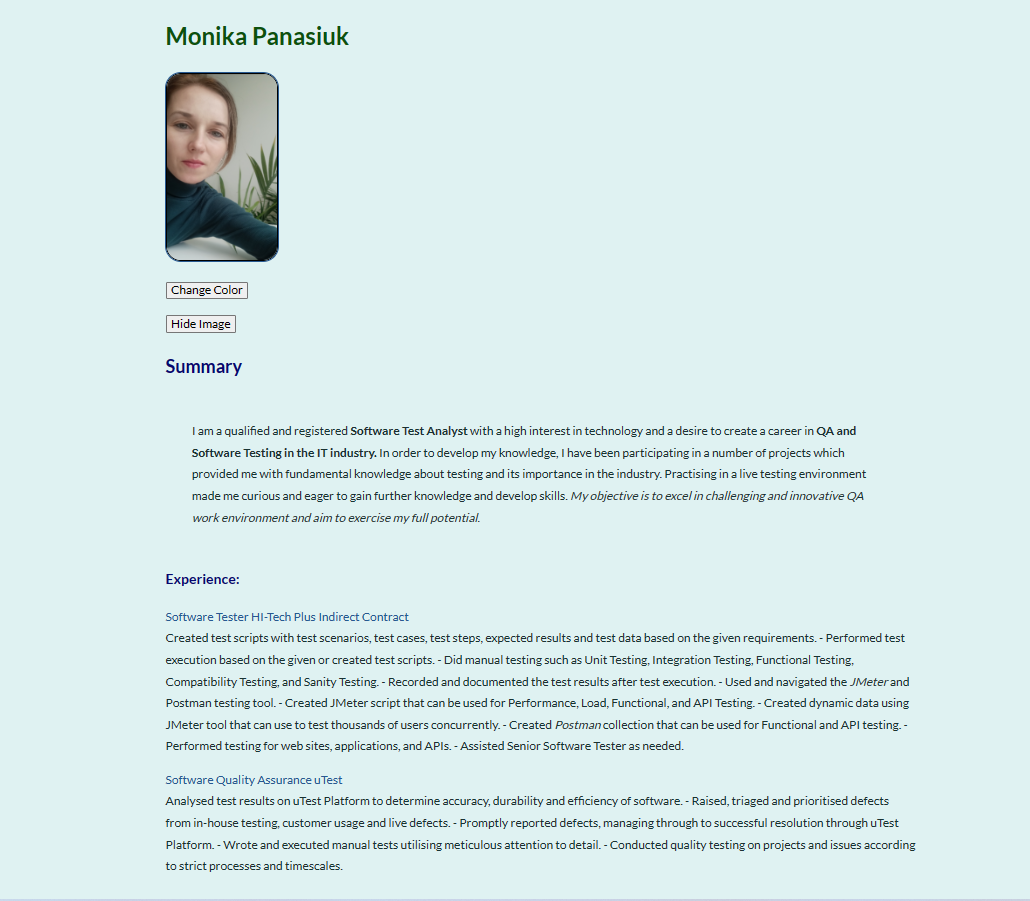 Monika Panasiuk
Change Color
Hide Image
Summary
I am a qualified and registered Software Test Analyst with a high interest in technology and a desire to create a career in QA and
Software Testing in the IT industry. In order to develop my knowledge, I have been participating in a number of projects which
provided me with fundamental knowledge about testing and its importance in the industry. Practising in a live testing environment
made me curious and eager to gain further knowledge and develop skills. My objective is to excel in challenging and innovative QA
work environment and aim to exercise my full potential.
Experience:
Software Tester HI-Tech Plus Indirect Contract
Created test scripts with test scenarios, test cases, test steps, expected results and test data based on the given requirements. - Performed test
execution based on the given or created test scripts. - Did manual testing such as Unit Testing, Integration Testing, Functional Testing,
Compatibility Testing, and Sanity Testing. - Recorded and documented the test results after test execution. - Used and navigated the JMeter and
Postman testing tool. - Created JMeter script that can be used for Performance, Load, Functional, and API Testing. - Created dynamic data using
JMeter tool that can use to test thousands of users concurrently. - Created Postman collection that can be used for Functional and API testing. -
Performed testing for web sites, applications, and APIs. - Assisted Senior Software Tester as needed.
Software Quality Assurance uTest
Analysed test results on uTest Platform to determine accuracy, durability and efficiency of software. - Raised, triaged and prioritised defects
from in-house testing, customer usage and live defects. - Promptly reported defects, managing through to successful resolution through uTest
Platform. - Wrote and executed manual tests utilising meticulous attention to detail. - Conducted quality testing on projects and issues according
to strict processes and timescales.